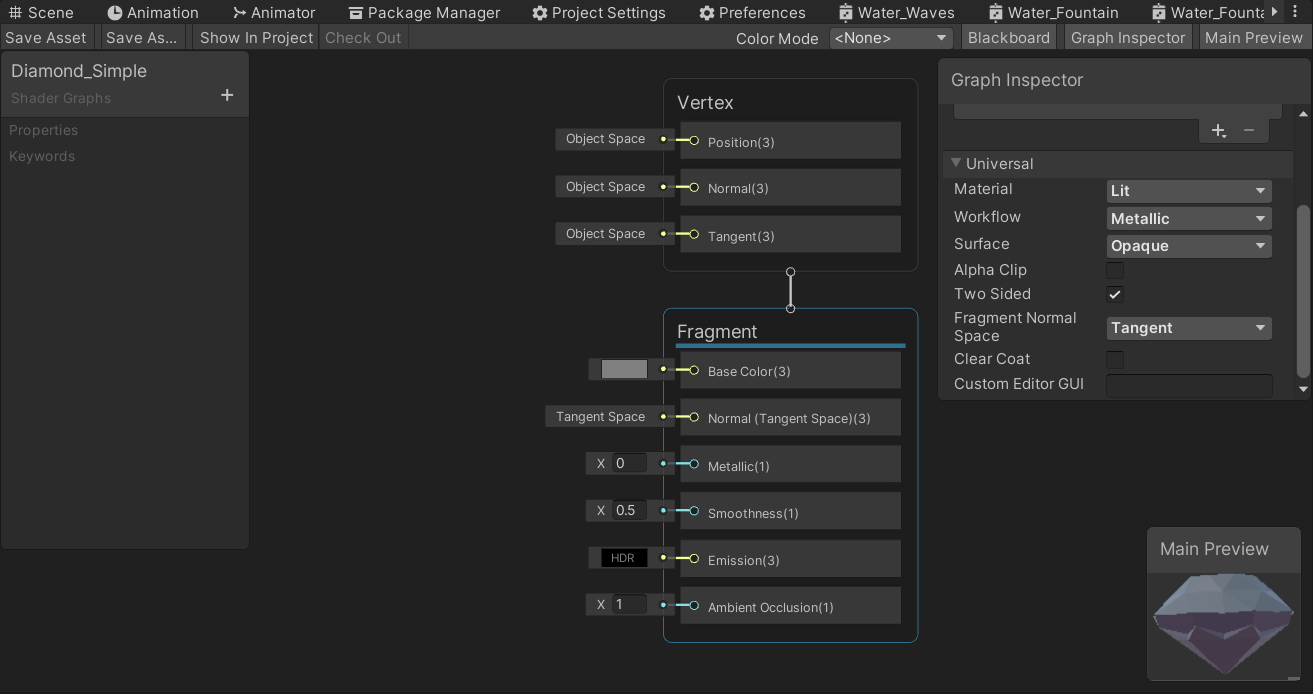 Scene Animation Animator Package Manager Project Settings Preferences Water_Waves Water_Fountain
Save Asset Save As... Show In Project Check Out Color Mode <None> Blackboard Graph Inspector Main Preview
Diamond_Simple
Shader Graphs
Properties
Keywords
Vertex
Object Space Position(3)
Object Space Normal(3)
Object Space Tangent(3)
Fragment
Base Color(3)
Tangent Space Normal (Tangent Space)(3)
X 0 Metallic(1)
X 0.5 Smoothness(1)
HDR Emission(3)
X 1 Ambient Occlusion(1)
Graph Inspector
Universal
Material Lit
Workflow Metallic
Surface Opaque
Alpha Clip
Two Sided
Fragment Normal
Space Tangent
Clear Coat
Custom Editor GUI
Main Preview